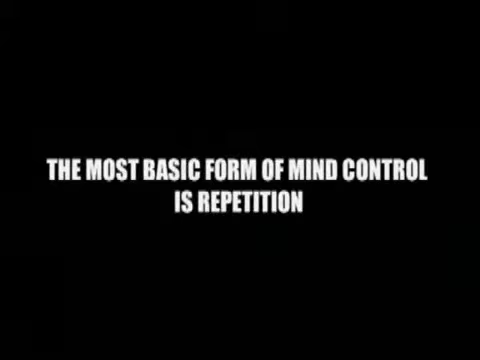 THE MOST BASIC FORM OF MIND CONTROL
IS REPETITION